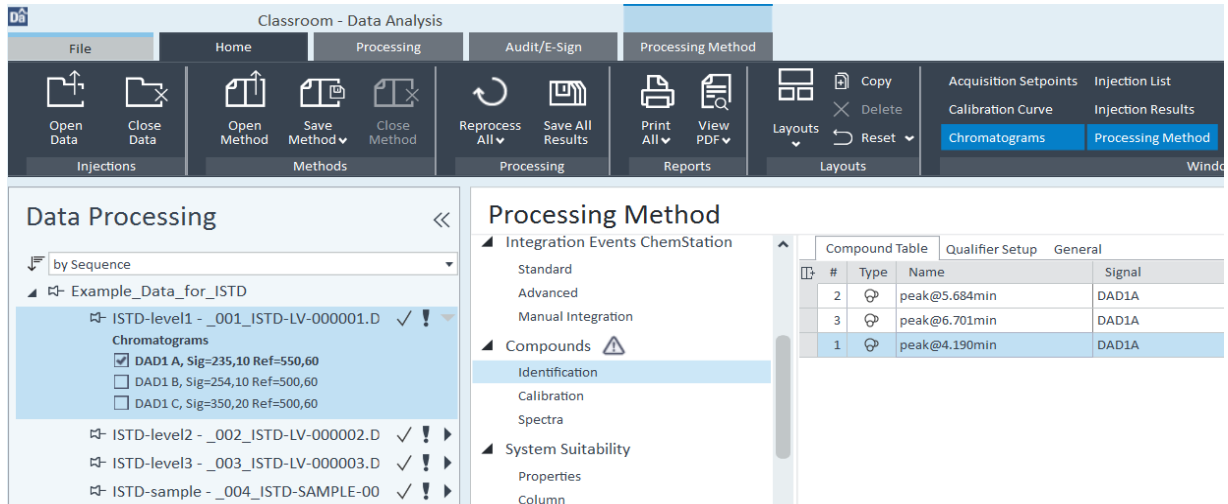 Da
Classroom - Data Analysis
File Home Processing Audit/E-Sign Processing Method
Open Data
Close Data
Open Method
Save Method
Close Method
Reprocess All
Save All Results
Print All
View PDF
Layouts
Copy
Delete
Reset
Acquisition Setpoints Injection List
Calibration Curve Injection Results
Chromatograms Processing Method
Injections Methods Processing Reports Layouts Windo
Data Processing
by Sequence
Example_Data_for_ISTD
ISTD-level1 - _001_ISTD-LV-000001.D
Chromatograms
DAD1 A, Sig=235,10 Ref=550,60
DAD1 B, Sig=254,10 Ref=500,60
DAD1 C, Sig=350,20 Ref=500,60
ISTD-level2 - _002_ISTD-LV-000002.D
ISTD-level3 - _003_ISTD-LV-000003.D
ISTD-sample - _004_ISTD-SAMPLE-00
Processing Method
Integration Events ChemStation
Standard
Advanced
Manual Integration
Compounds
Identification
Calibration
Spectra
System Suitability
Properties
Column
Compound Table Qualifier Setup General
# Type Name Signal
2 peak@5.684min DAD1A
3 peak@6.701min DAD1A
1 peak@4.190min DAD1A